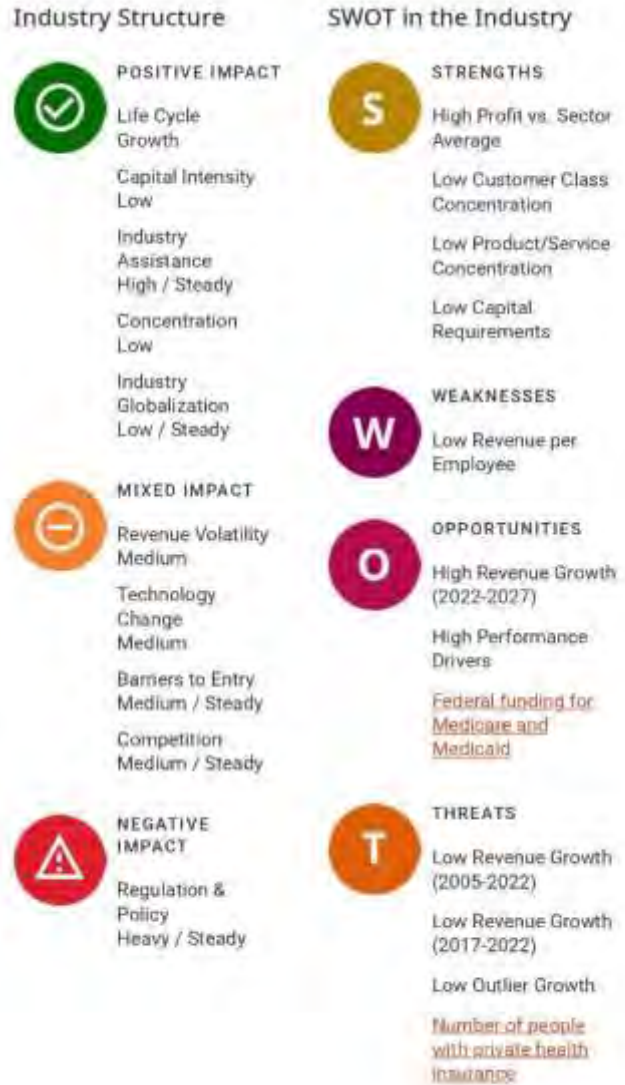 Industry Structure
POSITIVE IMPACT
Life Cycle
Growth
Capital Intensity
Low
Industry
Assistance
High / Steady
Concentration
Low
Industry
Globalization
Low / Steady
MIXED IMPACT
Revenue Volatility
Medium
Technology
Change
Medium
Barriers to Entry
Medium / Steady
Competition
Medium / Steady
NEGATIVE
IMPACT
Regulation &
Policy
Heavy / Steady
SWOT in the Industry
S
STRENGTHS
High Profit vs. Sector
Average
Low Customer Class
Concentration
Low Product/Service
Concentration
Low Capital
Requirements
W
WEAKNESSES
Low Revenue per
Employee
O
OPPORTUNITIES
High Revenue Growth
(2022-2027)
High Performance
Drivers
Federal funding for
Medicare and
Medicaid
T
THREATS
Low Revenue Growth
(2005-2022)
Low Revenue Growth
(2017-2022)
Low Outlier Growth
Number of people
with private health
insurance